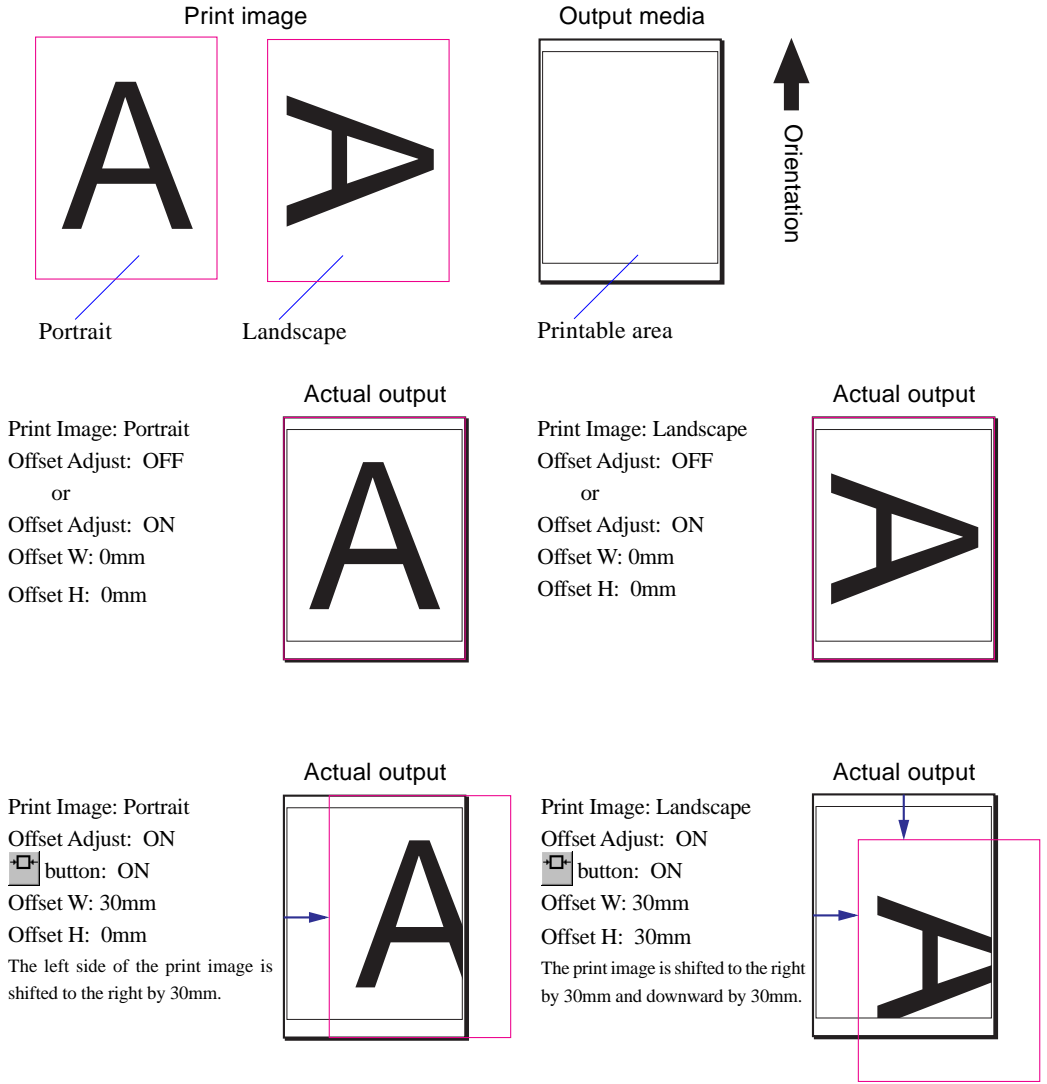 Print image
Output media
A
A
Orientation
Portrait
Landscape
Printable area
Actual output
Print Image: Portrait
Offset Adjust: OFF
or
Offset Adjust: ON
Offset W: 0mm
Offset H: 0mm
A
Actual output
Print Image: Landscape
Offset Adjust: OFF
or
Offset Adjust: ON
Offset W: 0mm
Offset H: 0mm
A
Actual output
Print Image: Portrait
Offset Adjust: ON
button: ON
Offset W: 30mm
Offset H: 0mm
The left side of the print image is
shifted to the right by 30mm.
A
Actual output
Print Image: Landscape
Offset Adjust: ON
button: ON
Offset W: 30mm
Offset H: 30mm
The print image is shifted to the right
by 30mm and downward by 30mm.
A